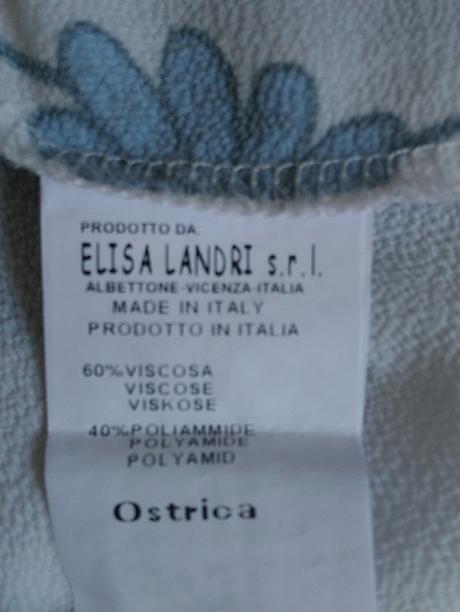 PRODOTTO DA:
ELISA LANDRI s.r.l.
ALBETTONE-VICENZA-ITALIA
MADE IN ITALY
PRODOTTO IN ITALIA
60%VISCOSA
VISCOSE
VISKOSE
40%POLIAMMIDE
POLYAMIDE
POLYAMID
Ostrica